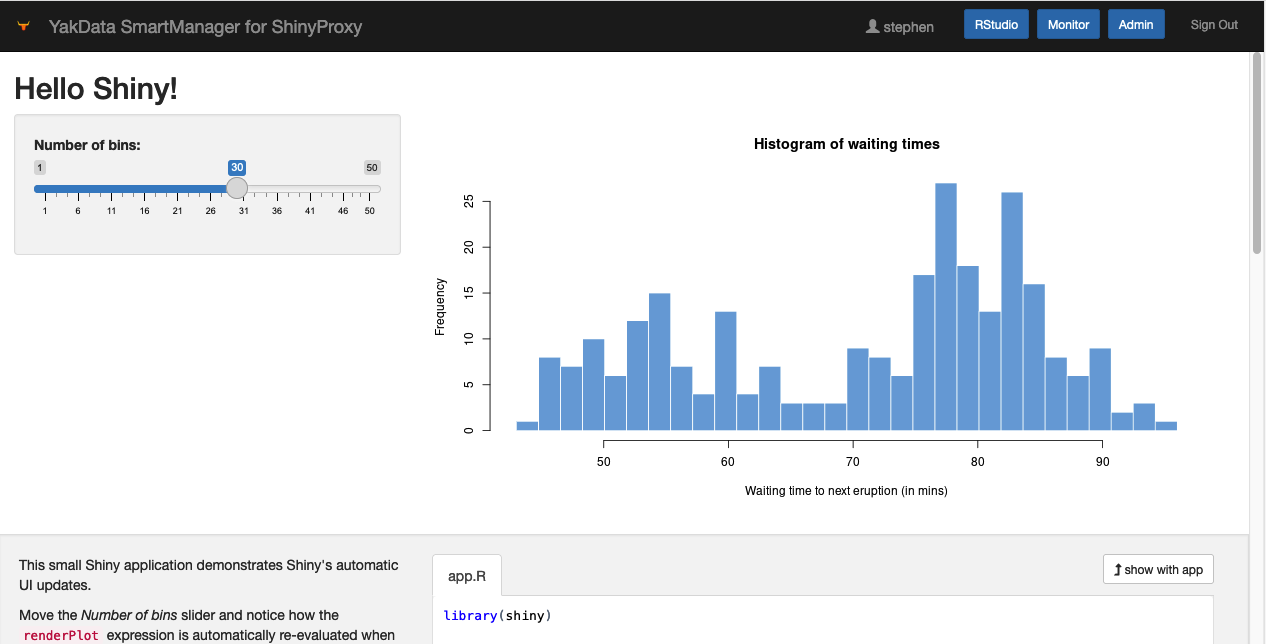 YakData SmartManager for ShinyProxy
stephen
RStudio
Monitor
Admin
Sign Out
Hello Shiny!
Number of bins:
1
30
50
1 6 11 16 21 26 31 36 41 46 50
Histogram of waiting times
Frequency
25
20
15
10
5
0
50 60 70 80 90
Waiting time to next eruption (in mins)
This small Shiny application demonstrates Shiny's automatic
UI updates.
Move the Number of bins slider and notice how the
renderPlot expression is automatically re-evaluated when
app.R
show with app
library(shiny)